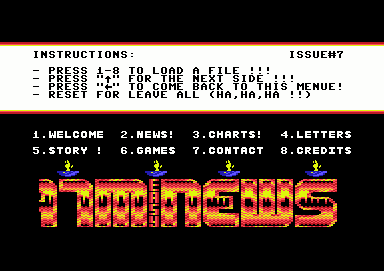 INSTRUCTIONS: ISSUE#7
- PRESS 1-8 TO LOAD A FILE !!!
- PRESS "↑" FOR THE NEXT SIDE !!!
- PRESS "←" TO COME BACK TO THIS MENUE!
- RESET FOR LEAVE ALL (HA,HA,HA !!)
1.WELCOME 2.NEWS! 3.CHARTS! 4.LETTERS
5.STORY ! 6.GAMES 7.CONTACT 8.CREDITS
NEWS